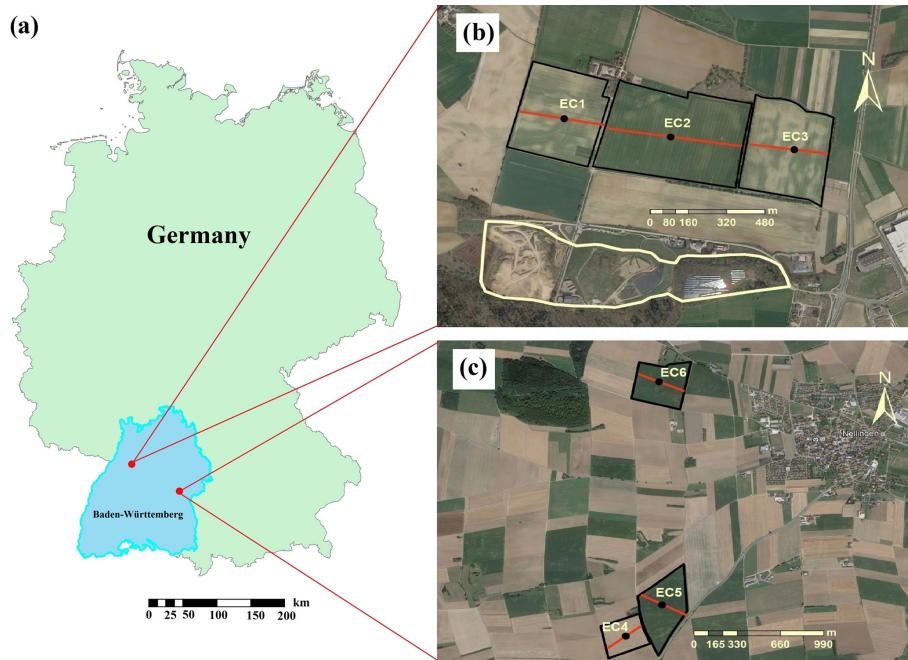 (a)
Germany
Baden-Württemberg
km
0 25 50 100 150 200
(b)
N
EC1
EC2
EC3
m
0 80 160 320 480
(c)
EC6
N
Nellingen
EC5
EC4
m
0 165 330 660 990